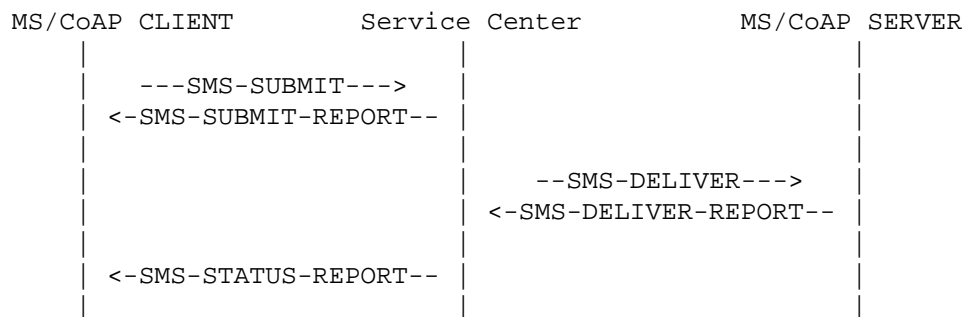 MS/CoAP CLIENT Service Center MS/CoAP SERVER
---SMS-SUBMIT--->
<-SMS-SUBMIT-REPORT--
--SMS-DELIVER--->
<-SMS-DELIVER-REPORT--
<-SMS-STATUS-REPORT--